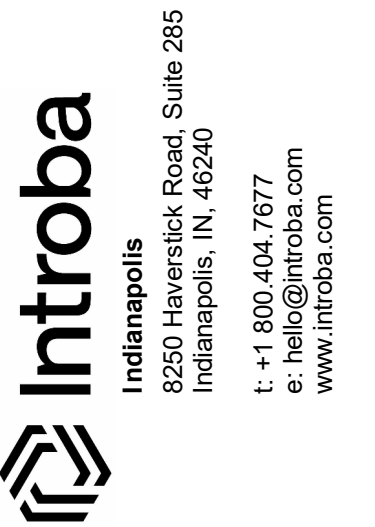 Introba
Indianapolis
8250 Haverstick Road, Suite 285
Indianapolis, IN, 46240
t: +1 800.404.7677
e: hello@introba.com
www.introba.com